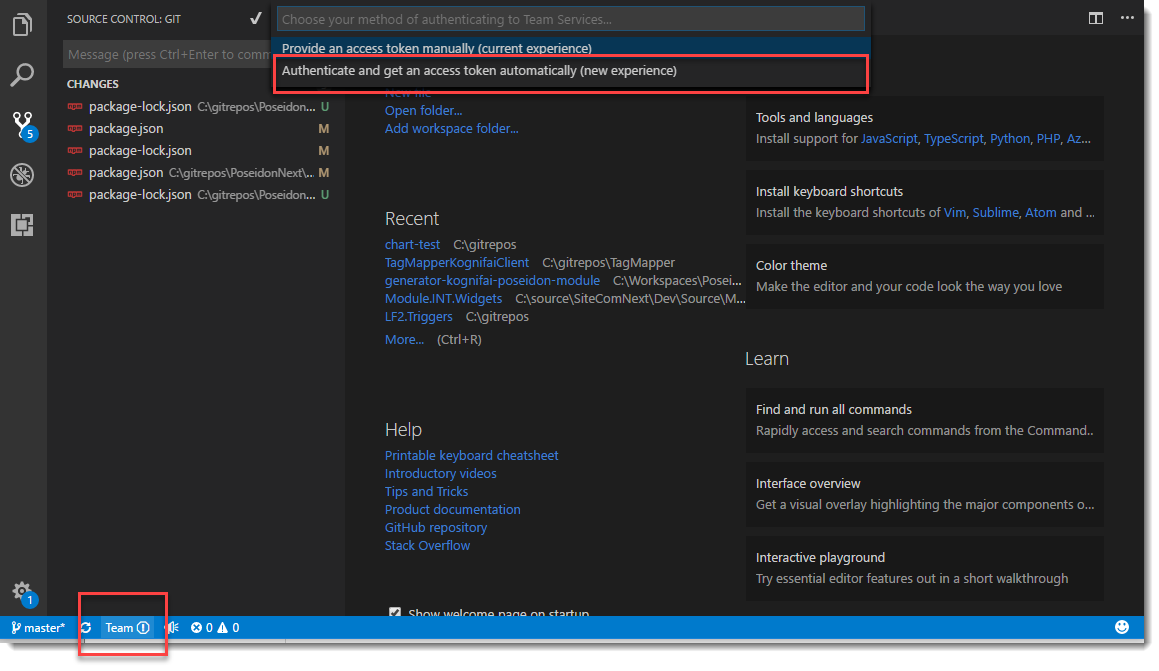 SOURCE CONTROL: GIT
Choose your method of authenticating to Team Services...
Provide an access token manually (current experience)
Authenticate and get an access token automatically (new experience)
Message (press Ctrl+Enter to comm
CHANGES
package-lock.json C:\gitrepos\Poseidon... U
package.json M
package-lock.json M
package.json C:\gitrepos\PoseidonNext\... M
package-lock.json C:\gitrepos\Poseidon... U
5
1
New file
Open folder...
Add workspace folder...
Recent
chart-test C:\gitrepos
TagMapperKognifaiClient C:\gitrepos\TagMapper
generator-kognifai-poseidon-module C:\Workspaces\Posei...
Module.INT.Widgets C:\source\SiteComNext\Dev\Source\M...
LF2.Triggers C:\gitrepos
More... (Ctrl+R)
Help
Printable keyboard cheatsheet
Introductory videos
Tips and Tricks
Product documentation
GitHub repository
Stack Overflow
Show welcome page on startup
Tools and languages
Install support for JavaScript, TypeScript, Python, PHP, Az...
Install keyboard shortcuts
Install the keyboard shortcuts of Vim, Sublime, Atom and ...
Color theme
Make the editor and your code look the way you love
Learn
Find and run all commands
Rapidly access and search commands from the Command..
Interface overview
Get a visual overlay highlighting the major components o...
Interactive playground
Try essential editor features out in a short walkthrough
master* Team 0 0